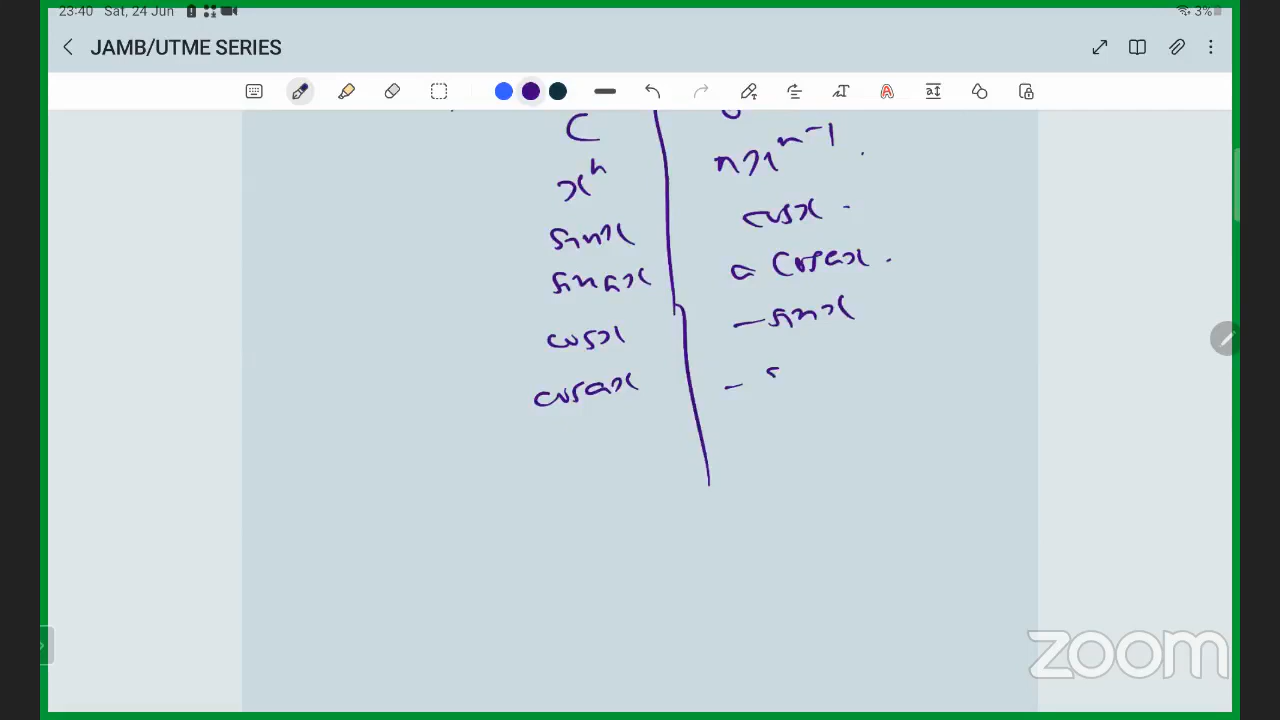 23:40 Sat, 24 Jun 3%
JAMB/UTME SERIES
C
xⁿ nxⁿ⁻¹ .
sinx cosx .
sinax a Cosax .
cosx -sinx
cosax - s
zoom